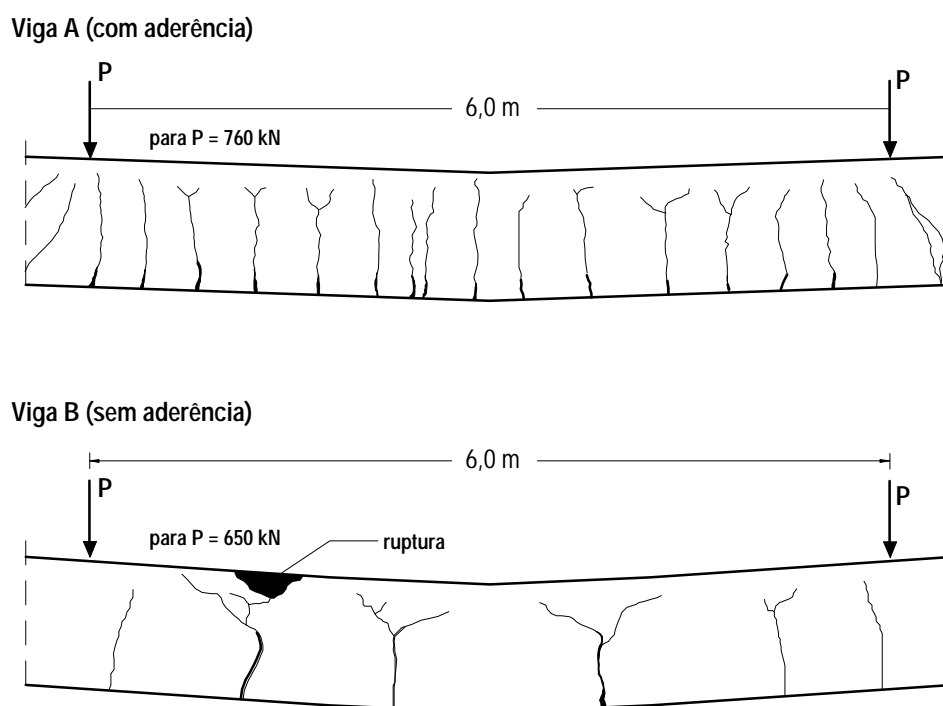 Viga A (com aderência)
P
P
6,0 m
para P = 760 kN
Viga B (sem aderência)
6,0 m
P
P
para P = 650 kN
ruptura